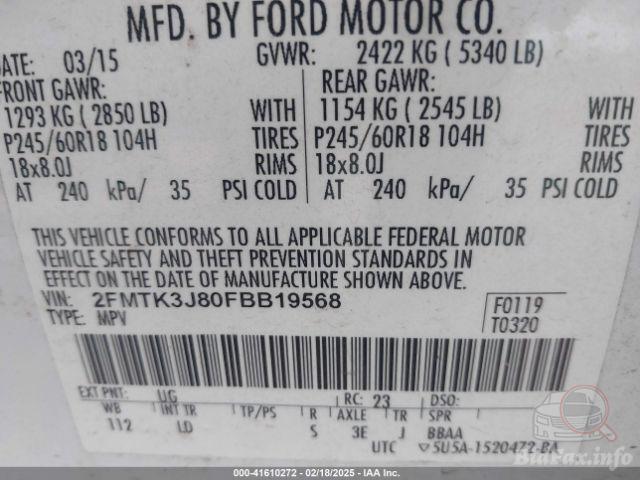 MFD. BY FORD MOTOR CO.
DATE: 03/15 GVWR: 2422 KG ( 5340 LB)
FRONT GAWR: REAR GAWR:
1293 KG ( 2850 LB) WITH 1154 KG ( 2545 LB) WITH
P245/60R18 104H TIRES P245/60R18 104H TIRES
18x8.0J RIMS 18x8.0J RIMS
AT 240 kPa/ 35 PSI COLD AT 240 kPa/ 35 PSI COLD
THIS VEHICLE CONFORMS TO ALL APPLICABLE FEDERAL MOTOR
VEHICLE SAFETY AND THEFT PREVENTION STANDARDS IN
EFFECT ON THE DATE OF MANUFACTURE SHOWN ABOVE.
VIN: 2FMTK3J80FBB19568 F0119
TYPE: MPV T0320
EXT PNT: UG RC: 23 DSO:
WB INT TR TP/PS R AXLE TR SPR
112 LD S 3E J BBAA
UTC ▽5U5A-1520472-BA
BidFax.info
000-41610272 - 02/18/2025 - IAA Inc.